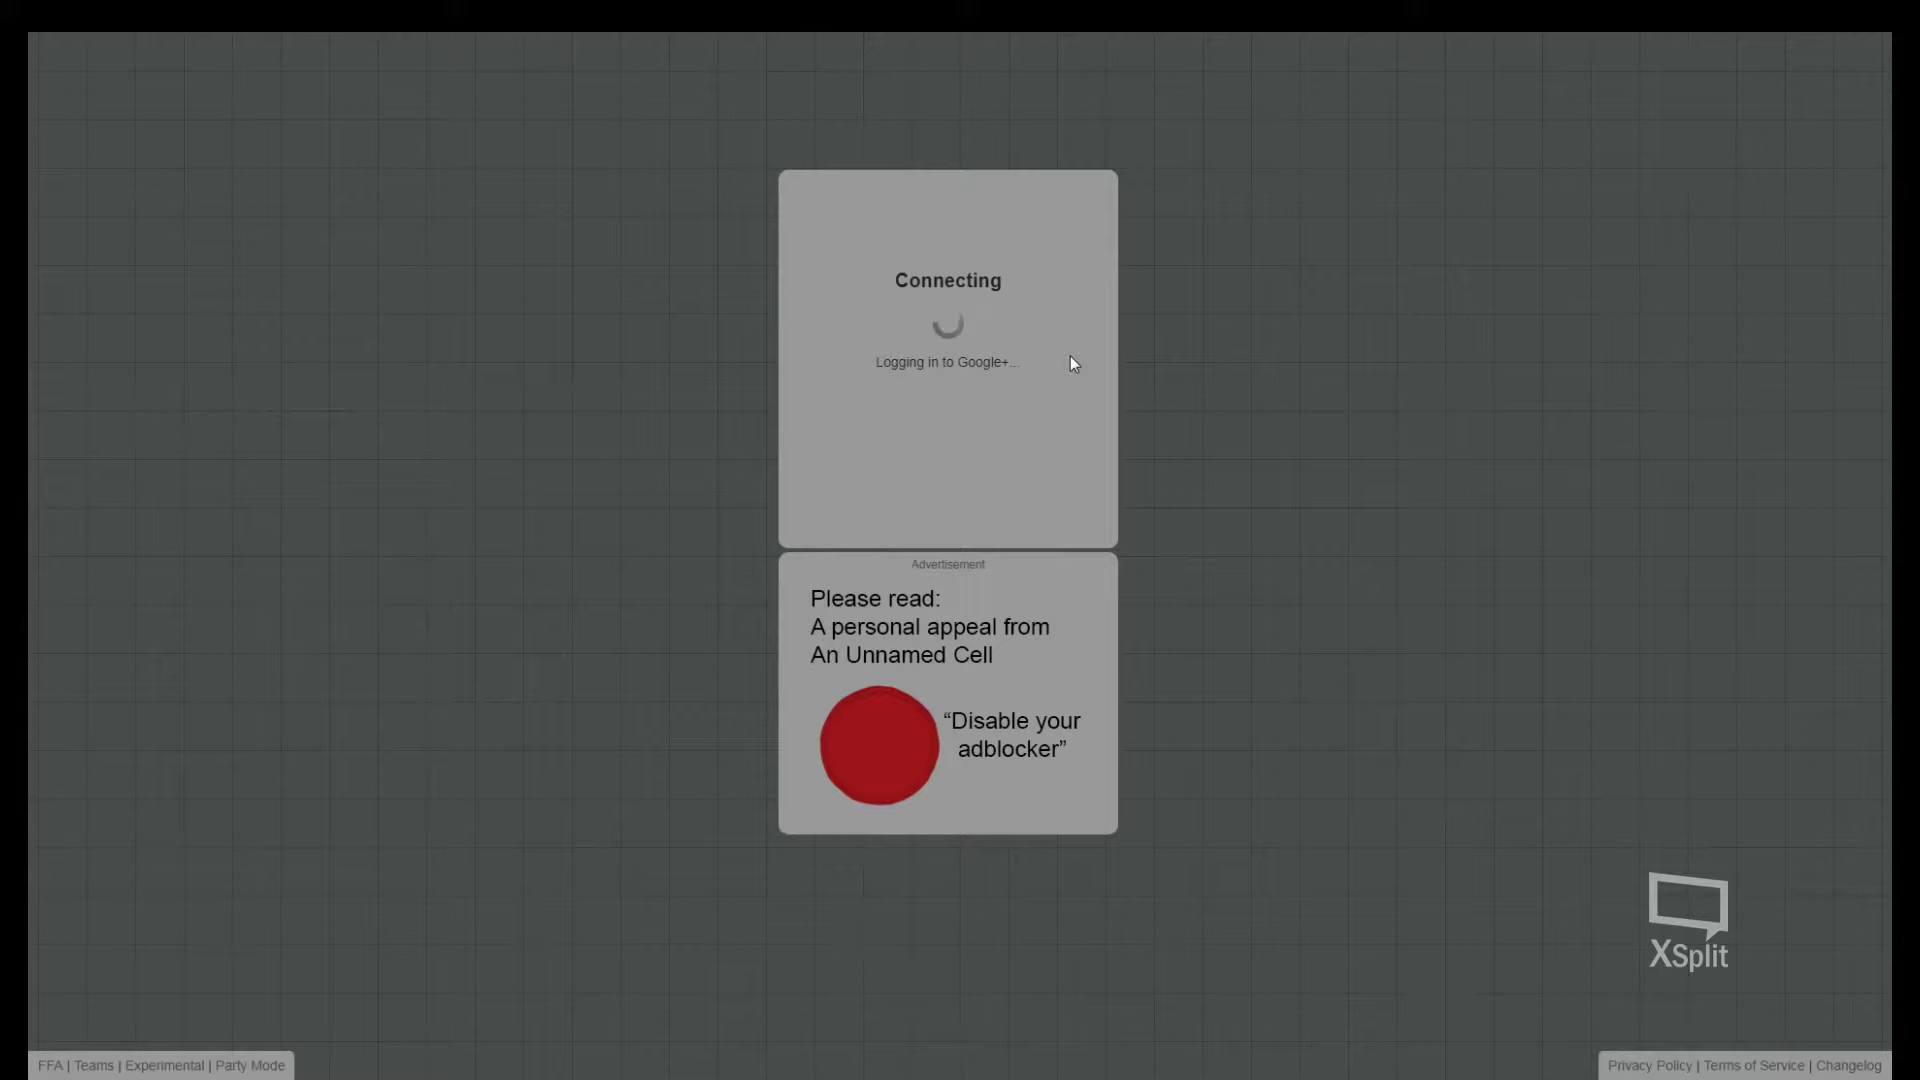 Connecting
Logging in to Google+...
Advertisement
Please read:
A personal appeal from
An Unnamed Cell
“Disable your
adblocker”
XSplit
FFA | Teams | Experimental | Party Mode
Privacy Policy | Terms of Service | Changelog